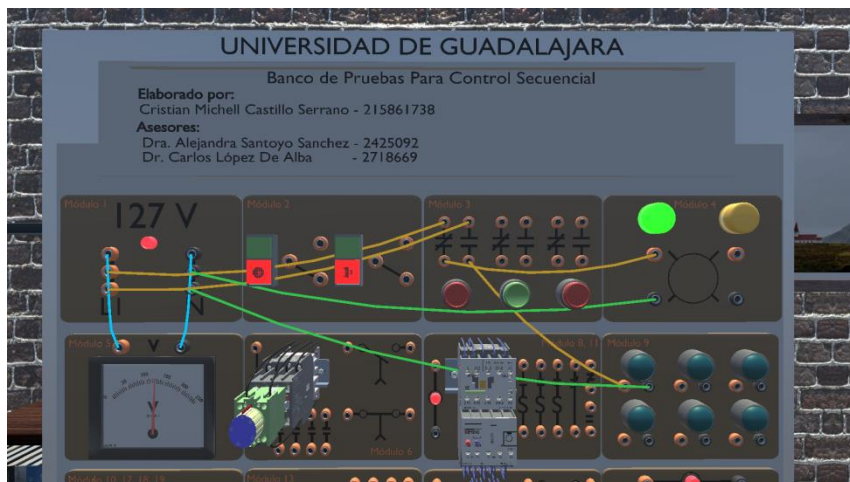 UNIVERSIDAD DE GUADALAJARA
Banco de Pruebas Para Control Secuencial
Elaborado por:
Cristian Michell Castillo Serrano - 215861738
Asesores:
Dra. Alejandra Santoyo Sanchez - 2425092
Dr. Carlos López De Alba - 2718669
Módulo 1
Módulo 2
Módulo 3
Módulo 4
127 V
L1
N
Módulo 5
V
Módulo 8, 11
Módulo 9
V
Módulo 6